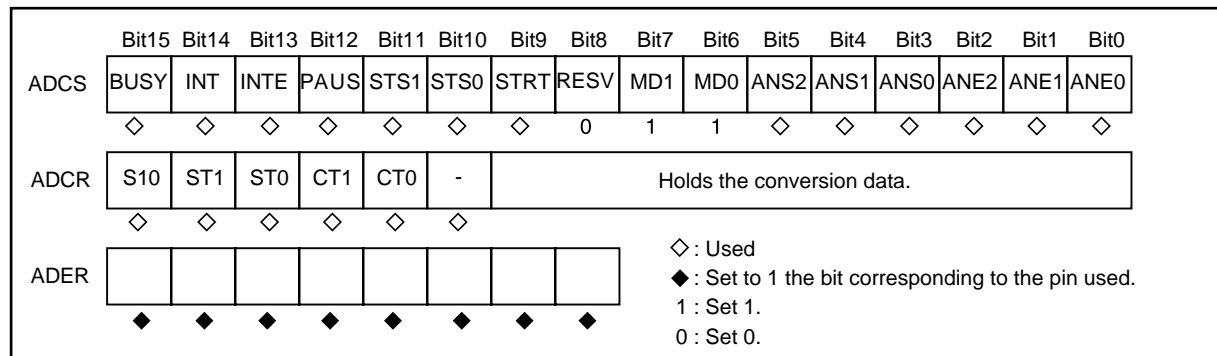 Bit15 Bit14 Bit13 Bit12 Bit11 Bit10 Bit9 Bit8 Bit7 Bit6 Bit5 Bit4 Bit3 Bit2 Bit1 Bit0
ADCS BUSY INT INTE PAUS STS1 STS0 STRT RESV MD1 MD0 ANS2 ANS1 ANS0 ANE2 ANE1 ANE0
◇ ◇ ◇ ◇ ◇ ◇ ◇ 0 1 1 ◇ ◇ ◇ ◇ ◇ ◇
ADCR S10 ST1 ST0 CT1 CT0 - Holds the conversion data.
◇ ◇ ◇ ◇ ◇ ◇
◇ : Used
ADER
◆ : Set to 1 the bit corresponding to the pin used.
1 : Set 1.
◆ ◆ ◆ ◆ ◆ ◆ ◆ ◆
0 : Set 0.